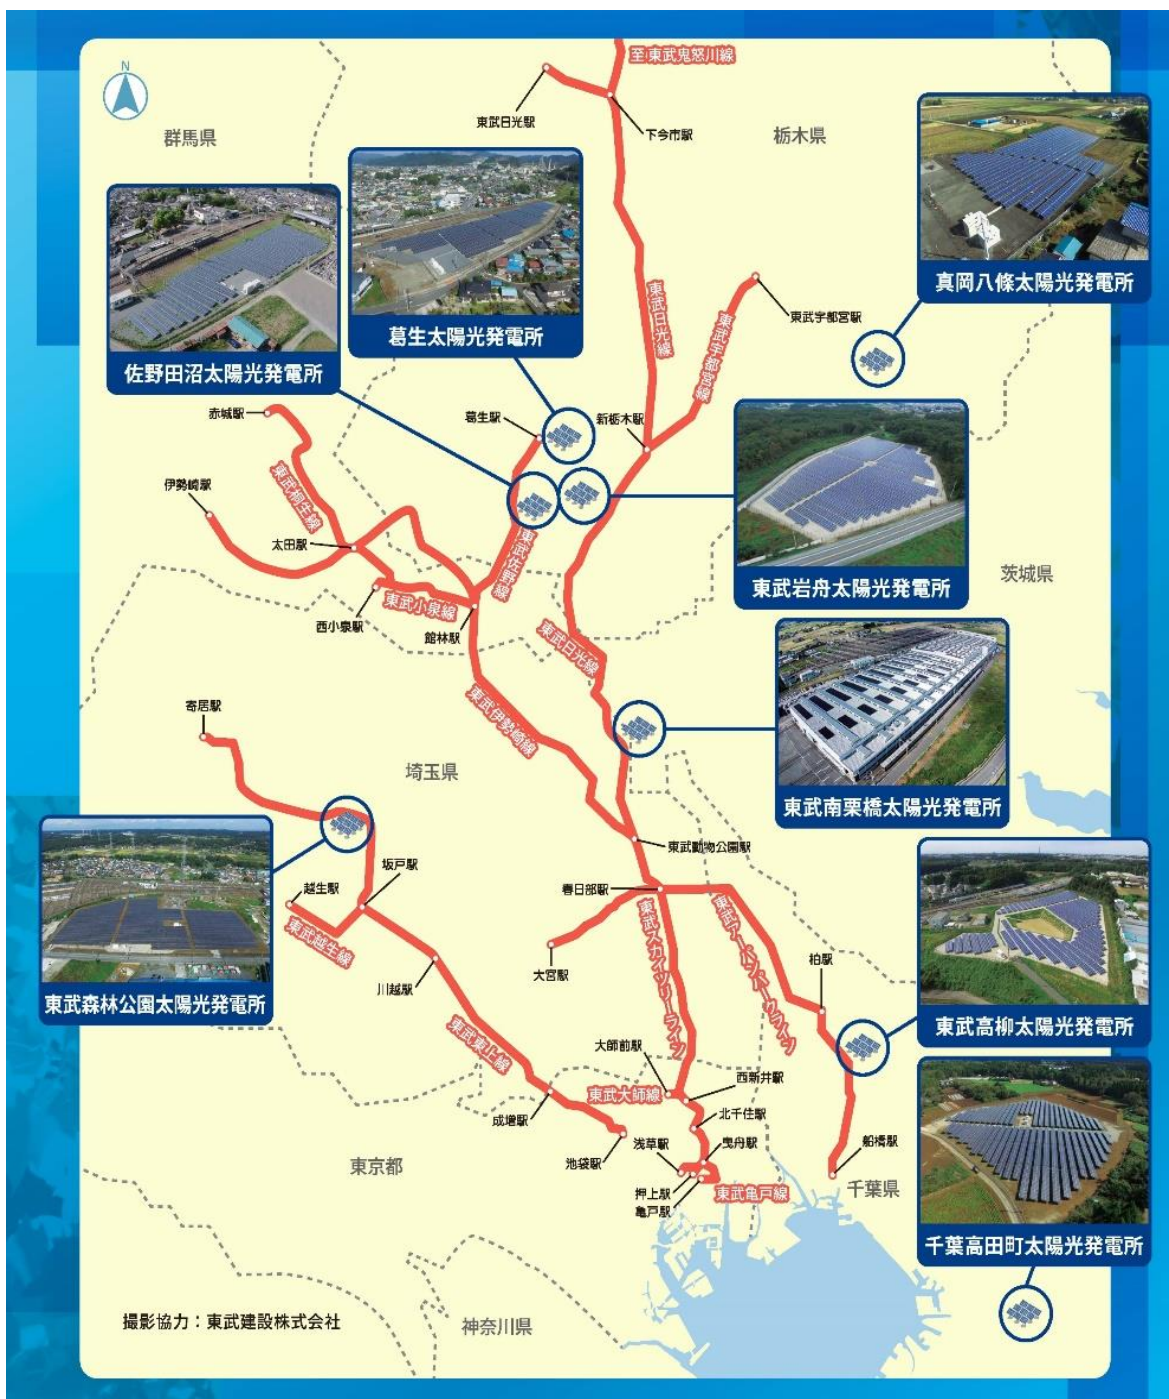 N
至 東武鬼怒川線
東武日光駅
下今市駅
群馬県
栃木県
真岡八條太陽光発電所
葛生太陽光発電所
佐野田沼太陽光発電所
東武日光線
東武宇都宮線
東武宇都宮駅
赤城駅
葛生駅
新栃木駅
伊勢崎駅
東武桐生線
太田駅
東武佐野線
東武岩舟太陽光発電所
茨城県
西小泉駅
東武小泉線
館林駅
東武日光線
東武伊勢崎線
寄居駅
埼玉県
東武南栗橋太陽光発電所
東武動物公園駅
坂戸駅
越生駅
春日部駅
東武越生線
東武スカイツリーライン
東武アーバンパークライン
大宮駅
柏駅
川越駅
東武森林公園太陽光発電所
東武高柳太陽光発電所
東武東上線
大師前駅
西新井駅
東武大師線
北千住駅
成増駅
浅草駅
曳舟駅
船橋駅
池袋駅
東京都
押上駅
亀戸駅
東武亀戸線
千葉県
千葉高田町太陽光発電所
撮影協力：東武建設株式会社
神奈川県